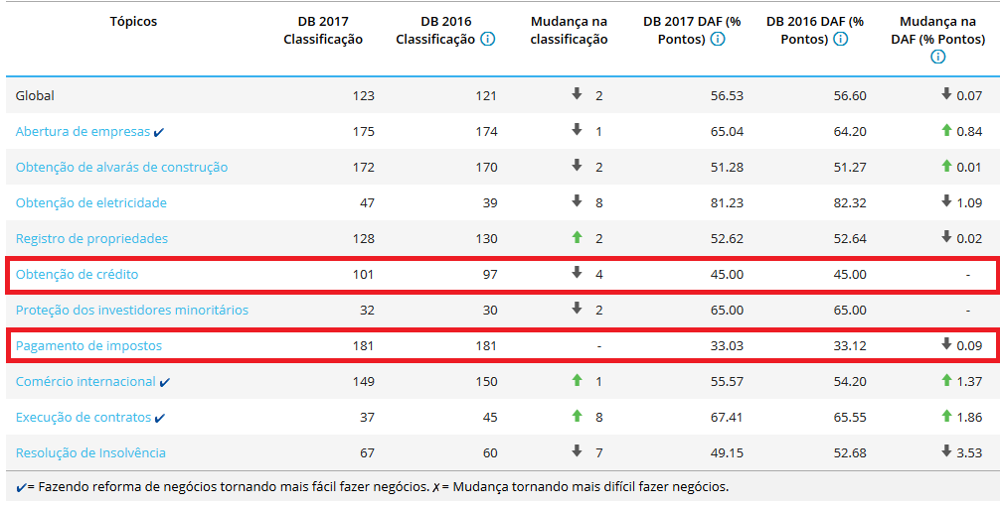 Tópicos DB 2017 Classificação DB 2016 Classificação Mudança na classificação DB 2017 DAF (% Pontos) DB 2016 DAF (% Pontos) Mudança na DAF (% Pontos)
Global 123 121 2 56.53 56.60 0.07
Abertura de empresas ✔ 175 174 1 65.04 64.20 0.84
Obtenção de alvarás de construção 172 170 2 51.28 51.27 0.01
Obtenção de eletricidade 47 39 8 81.23 82.32 1.09
Registro de propriedades 128 130 2 52.62 52.64 0.02
Obtenção de crédito 101 97 4 45.00 45.00 -
Proteção dos investidores minoritários 32 30 2 65.00 65.00 -
Pagamento de impostos 181 181 - 33.03 33.12 0.09
Comércio internacional ✔ 149 150 1 55.57 54.20 1.37
Execução de contratos ✔ 37 45 8 67.41 65.55 1.86
Resolução de Insolvência 67 60 7 49.15 52.68 3.53
✔= Fazendo reforma de negócios tornando mais fácil fazer negócios. ✗= Mudança tornando mais difícil fazer negócios.